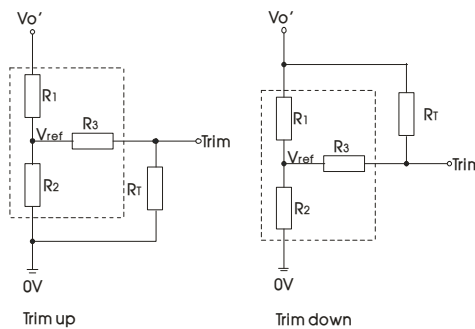 Vo'
R1
Vref
R3
Trim
R2
RT
0V
Trim up
Vo'
R1
RT
Vref
R3
Trim
R2
0V
Trim down